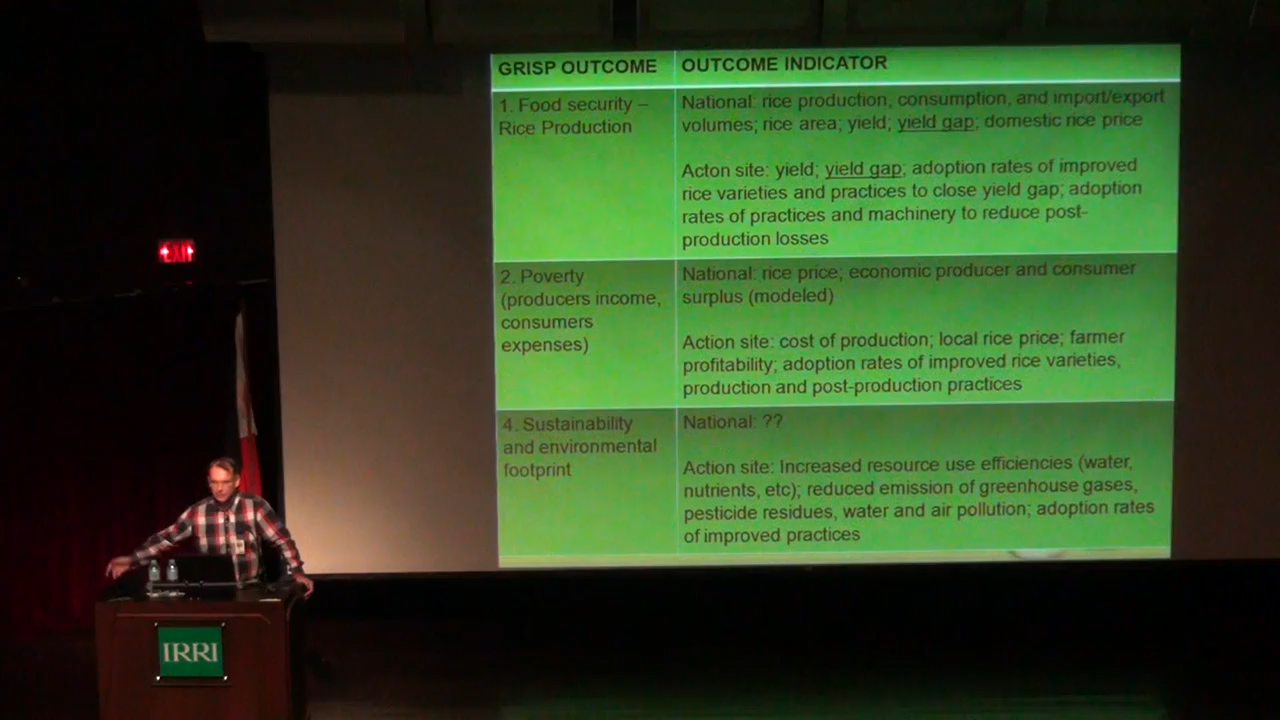 GRISP OUTCOME
OUTCOME INDICATOR
1. Food security –
Rice Production
National: rice production, consumption, and import/export
volumes; rice area; yield; yield gap; domestic rice price
Acton site: yield; yield gap; adoption rates of improved
rice varieties and practices to close yield gap; adoption
rates of practices and machinery to reduce post-
production losses
2. Poverty
(producers income,
consumers
expenses)
National: rice price; economic producer and consumer
surplus (modeled)
Action site: cost of production; local rice price; farmer
profitability; adoption rates of improved rice varieties,
production and post-production practices
4. Sustainability
and environmental
footprint
National: ??
Action site: Increased resource use efficiencies (water,
nutrients, etc); reduced emission of greenhouse gases,
pesticide residues, water and air pollution; adoption rates
of improved practices
EXIT
IRRI